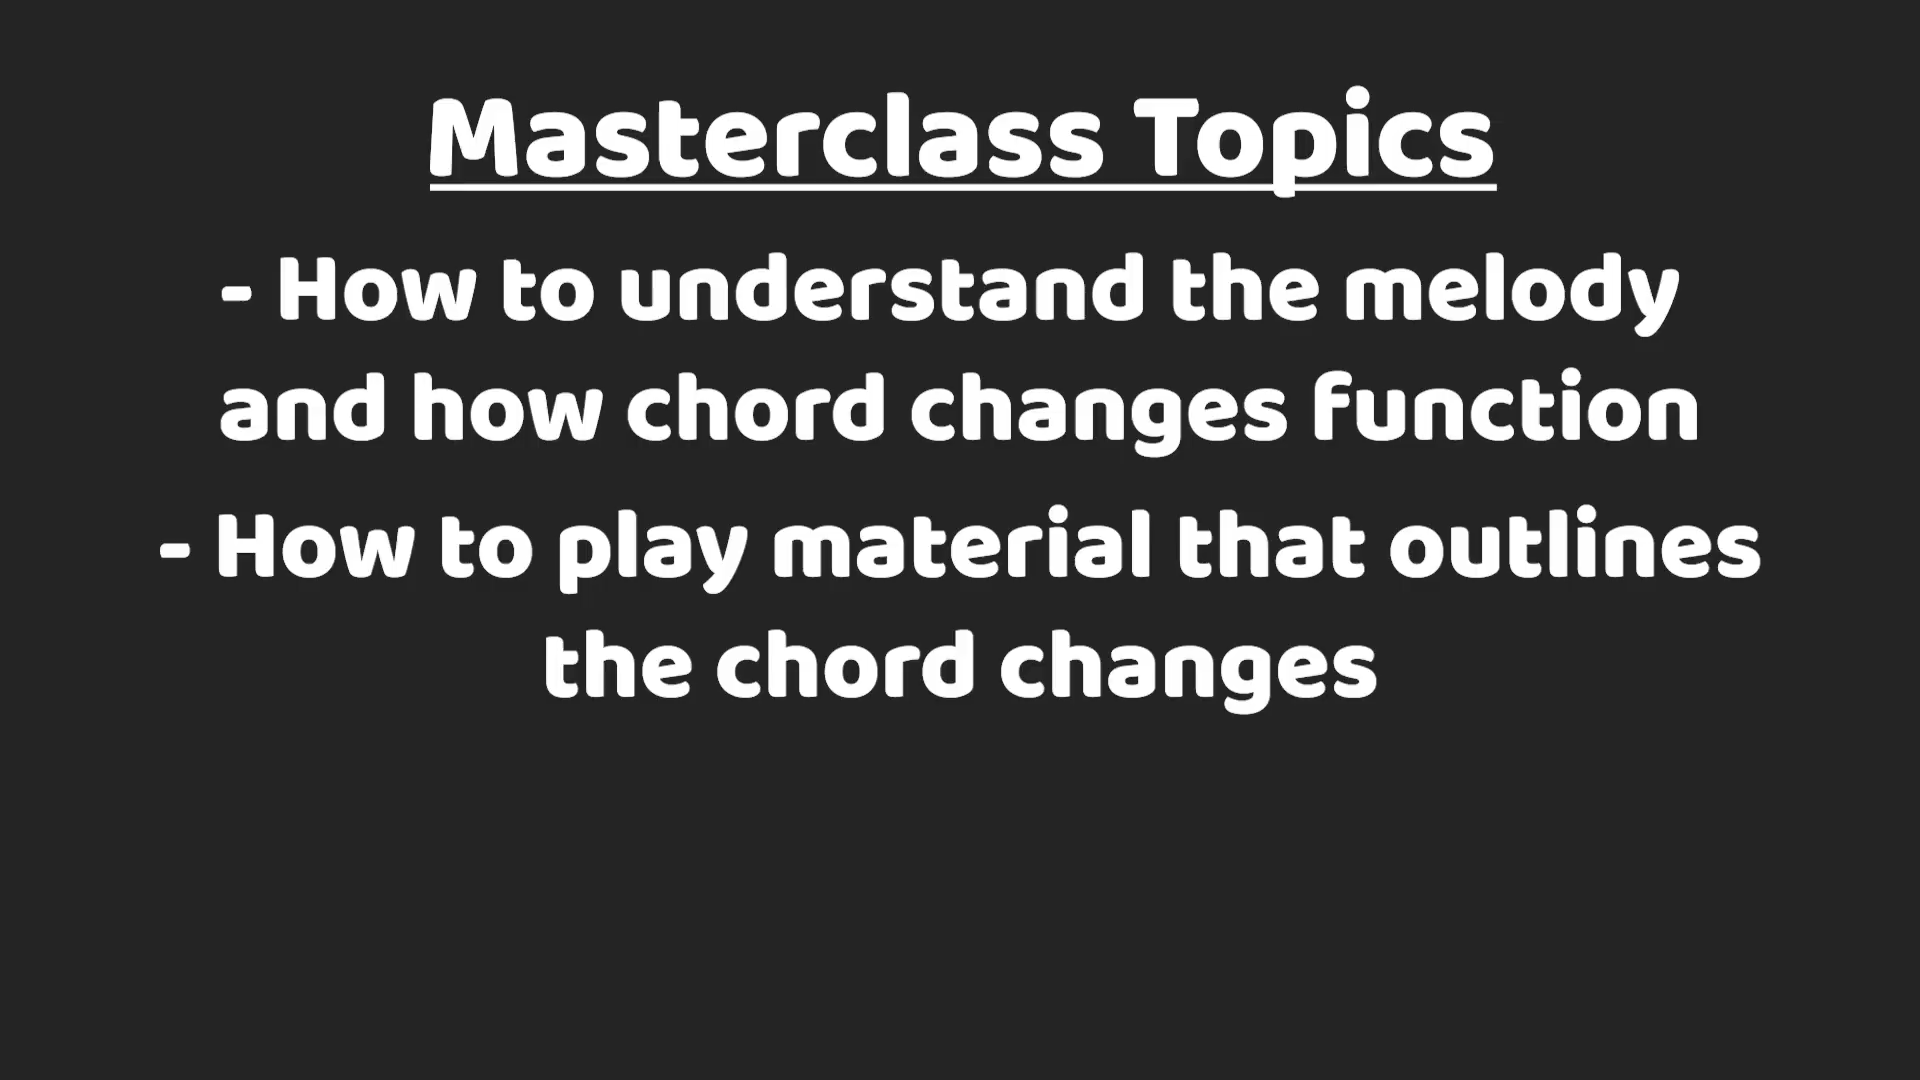 Masterclass Topics
- How to understand the melody
and how chord changes function
- How to play material that outlines
the chord changes